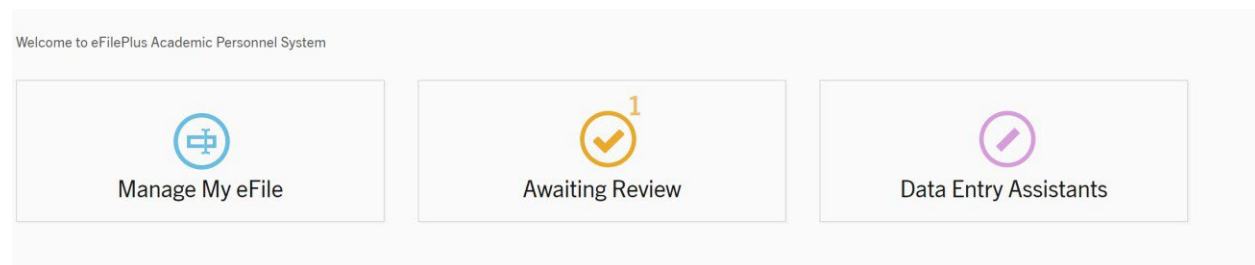 Welcome to eFilePlus Academic Personnel System
1
Manage My eFile
Awaiting Review
Data Entry Assistants